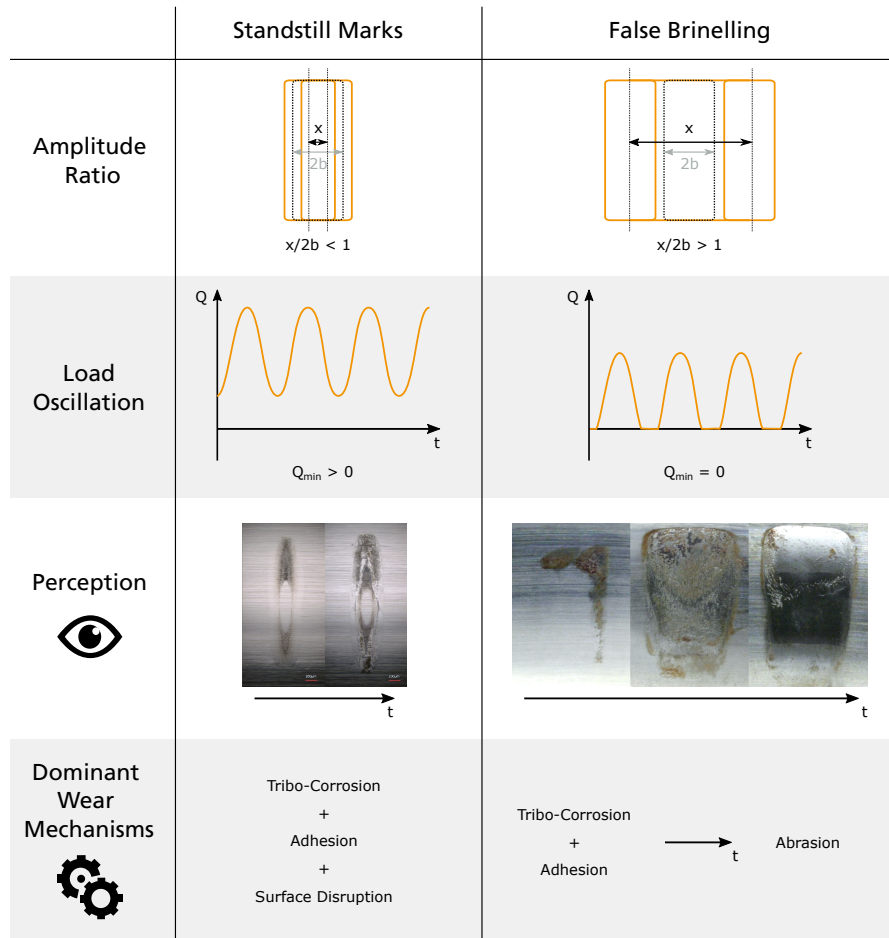 Standstill Marks
False Brinelling
Amplitude
Ratio
x
2b
x/2b < 1
x
2b
x/2b > 1
Load
Oscillation
Q
t
Qmin > 0
Q
t
Qmin = 0
Perception
t
t
Dominant
Wear
Mechanisms
Tribo-Corrosion
+
Adhesion
+
Surface Disruption
Tribo-Corrosion
+
Adhesion
t
Abrasion